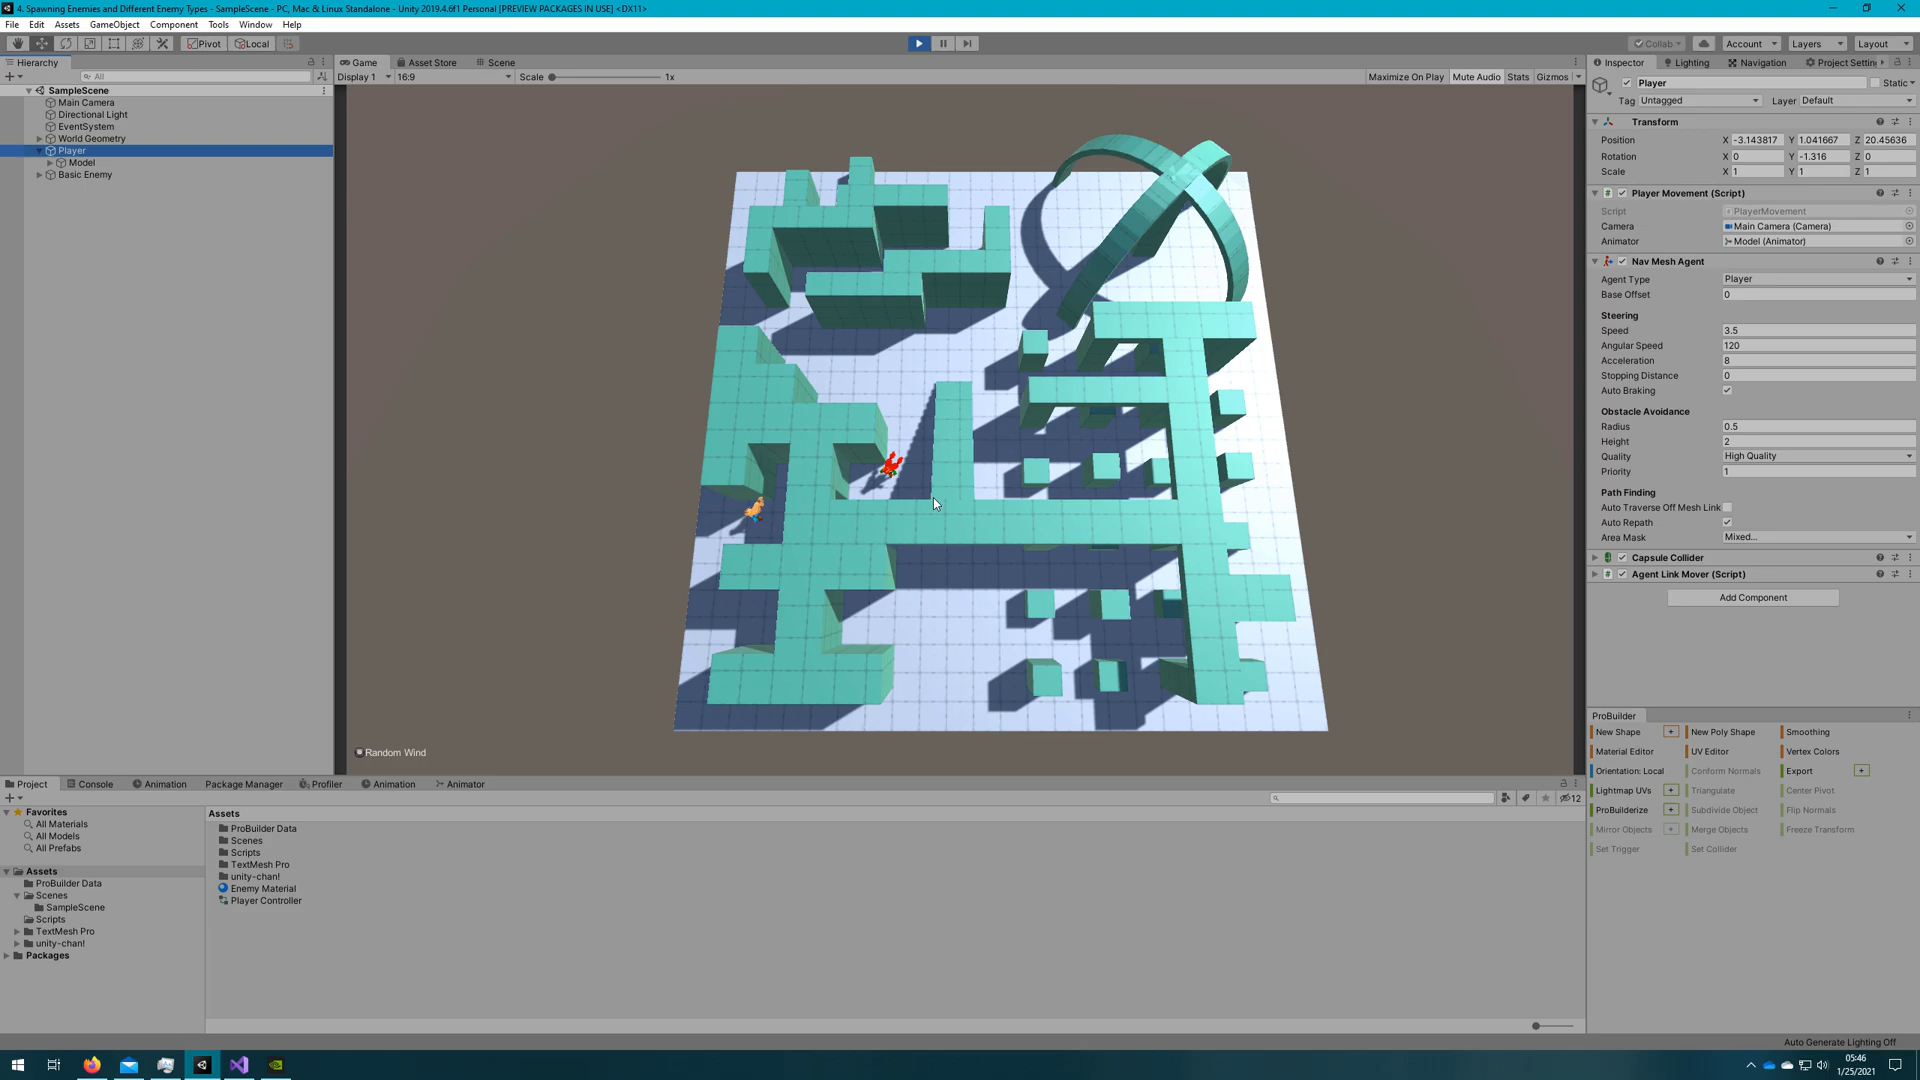 4. Spawning Enemies and Different Enemy Types - SampleScene - PC, Mac & Linux Standalone - Unity 2019.4.6f1 Personal [PREVIEW PACKAGES IN USE] <DX11>
File Edit Assets GameObject Component Tools Window Help
Pivot Local Collab Account Layers Layout
Hierarchy
All
SampleScene
Main Camera
Directional Light
EventSystem
World Geometry
Player
Model
Basic Enemy
Game Asset Store Scene
Display 1 16:9 Scale 1x Maximize On Play Mute Audio Stats Gizmos
Random Wind
Inspector Lighting Navigation Project Setting
Player Static
Tag Untagged Layer Default
Transform
Position X -3.143817 Y 1.041667 Z 20.45636
Rotation X 0 Y -1.316 Z 0
Scale X 1 Y 1 Z 1
Player Movement (Script)
Script PlayerMovement
Camera Main Camera (Camera)
Animator Model (Animator)
Nav Mesh Agent
Agent Type Player
Base Offset 0
Steering
Speed 3.5
Angular Speed 120
Acceleration 8
Stopping Distance 0
Auto Braking
Obstacle Avoidance
Radius 0.5
Height 2
Quality High Quality
Priority 1
Path Finding
Auto Traverse Off Mesh Link
Auto Repath
Area Mask Mixed...
Capsule Collider
Agent Link Mover (Script)
Add Component
ProBuilder
New Shape + New Poly Shape Smoothing
Material Editor UV Editor Vertex Colors
Orientation: Local Conform Normals Export +
Lightmap UVs + Triangulate Center Pivot
ProBuilderize + Subdivide Object Flip Normals
Mirror Objects + Merge Objects Freeze Transform
Set Trigger Set Collider
Project Console Animation Package Manager Profiler Animation Animator
12
Favorites
All Materials
All Models
All Prefabs
Assets
ProBuilder Data
Scenes
SampleScene
Scripts
TextMesh Pro
unity-chan!
Packages
Assets
ProBuilder Data
Scenes
Scripts
TextMesh Pro
unity-chan!
Enemy Material
Player Controller
Auto Generate Lighting Off
05:46
1/25/2021